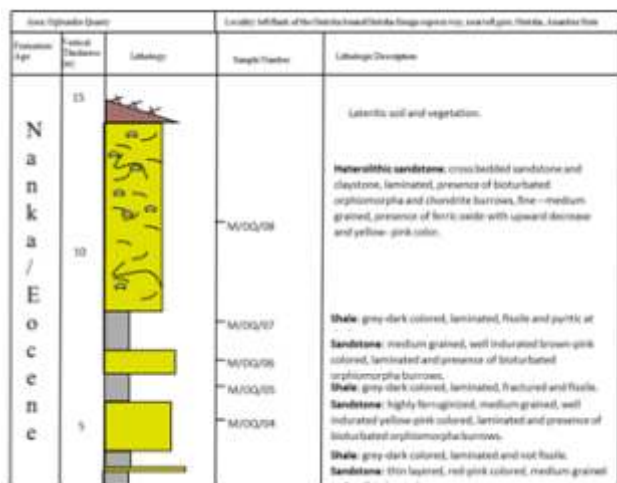 Area: Ogbunike Quarry
Formation/
Age
Vertical
Thickness
(m)
Lithology
Sample Number
Lithologic Description
15
10
5
Nanka/Eocene
M/OQ/08
M/OQ/07
M/OQ/06
M/OQ/05
M/OQ/04
Lateritic soil and vegetation.
Heterolithic sandstone: cross bedded sandstone and
claystone, laminated, presence of bioturbated
orphiomorpha and chondrite burrows, fine – medium
grained, presence of ferric oxide with upward decrease
and yellow- pink color.
Shale: grey-dark colored, laminated, fissile and pyritic at
Sandstone: medium grained, well indurated brown-pink
colored, laminated and presence of bioturbated
orphiomorpha burrows.
Shale: grey-dark colored, laminated, fractured and fissile.
Sandstone: highly ferruginized, medium grained, well
indurated yellow-pink colored, laminated and presence of
bioturbated orphiomorpha burrows.
Shale: grey-dark colored, laminated and not fissile.
Sandstone: thin layered, red-pink colored, medium grained